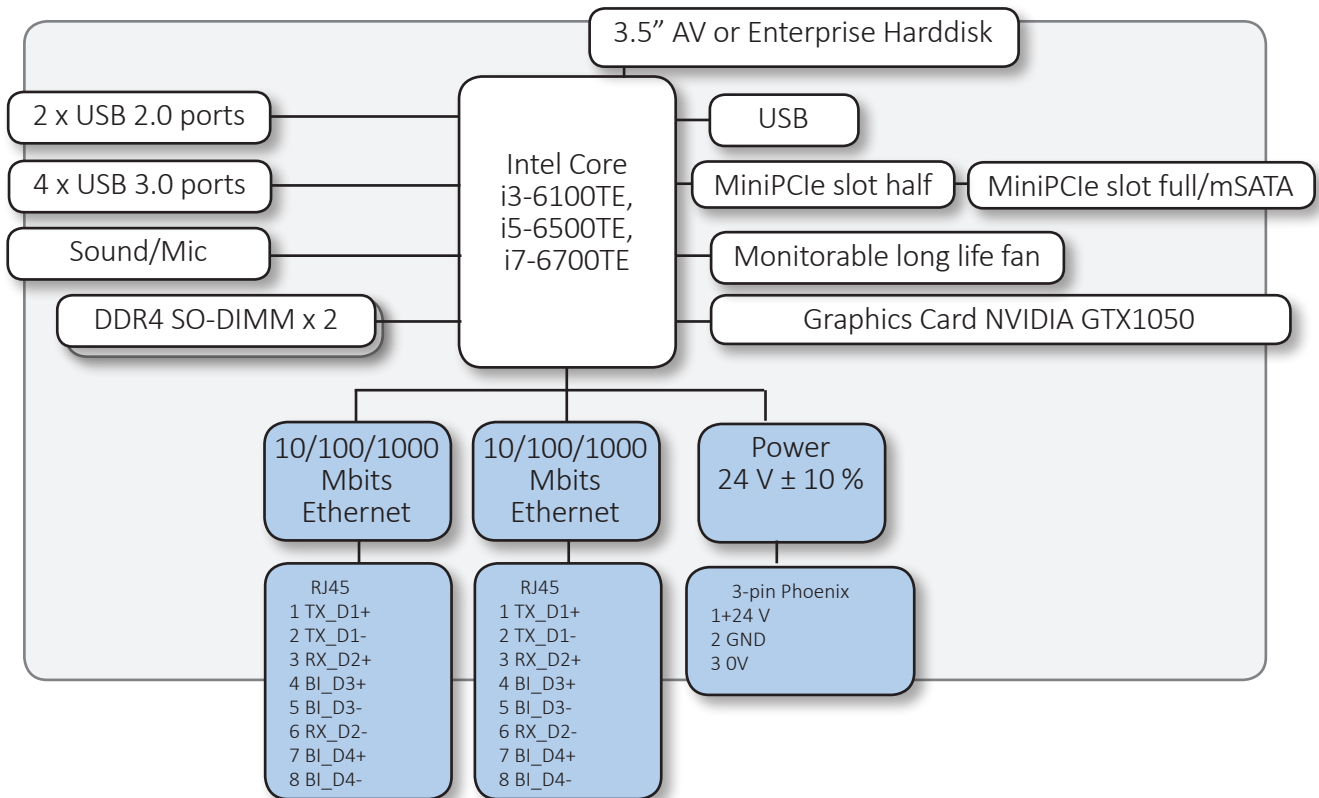 3.5” AV or Enterprise Harddisk
2 x USB 2.0 ports
4 x USB 3.0 ports
Sound/Mic
DDR4 SO-DIMM x 2
Intel Core
i3-6100TE,
i5-6500TE,
i7-6700TE
USB
MiniPCIe slot half
MiniPCIe slot full/mSATA
Monitorable long life fan
Graphics Card NVIDIA GTX1050
10/100/1000
Mbits
Ethernet
10/100/1000
Mbits
Ethernet
Power
24 V ± 10 %
RJ45
1 TX_D1+
2 TX_D1-
3 RX_D2+
4 BI_D3+
5 BI_D3-
6 RX_D2-
7 BI_D4+
8 BI_D4-
RJ45
1 TX_D1+
2 TX_D1-
3 RX_D2+
4 BI_D3+
5 BI_D3-
6 RX_D2-
7 BI_D4+
8 BI_D4-
3-pin Phoenix
1+24 V
2 GND
3 0V